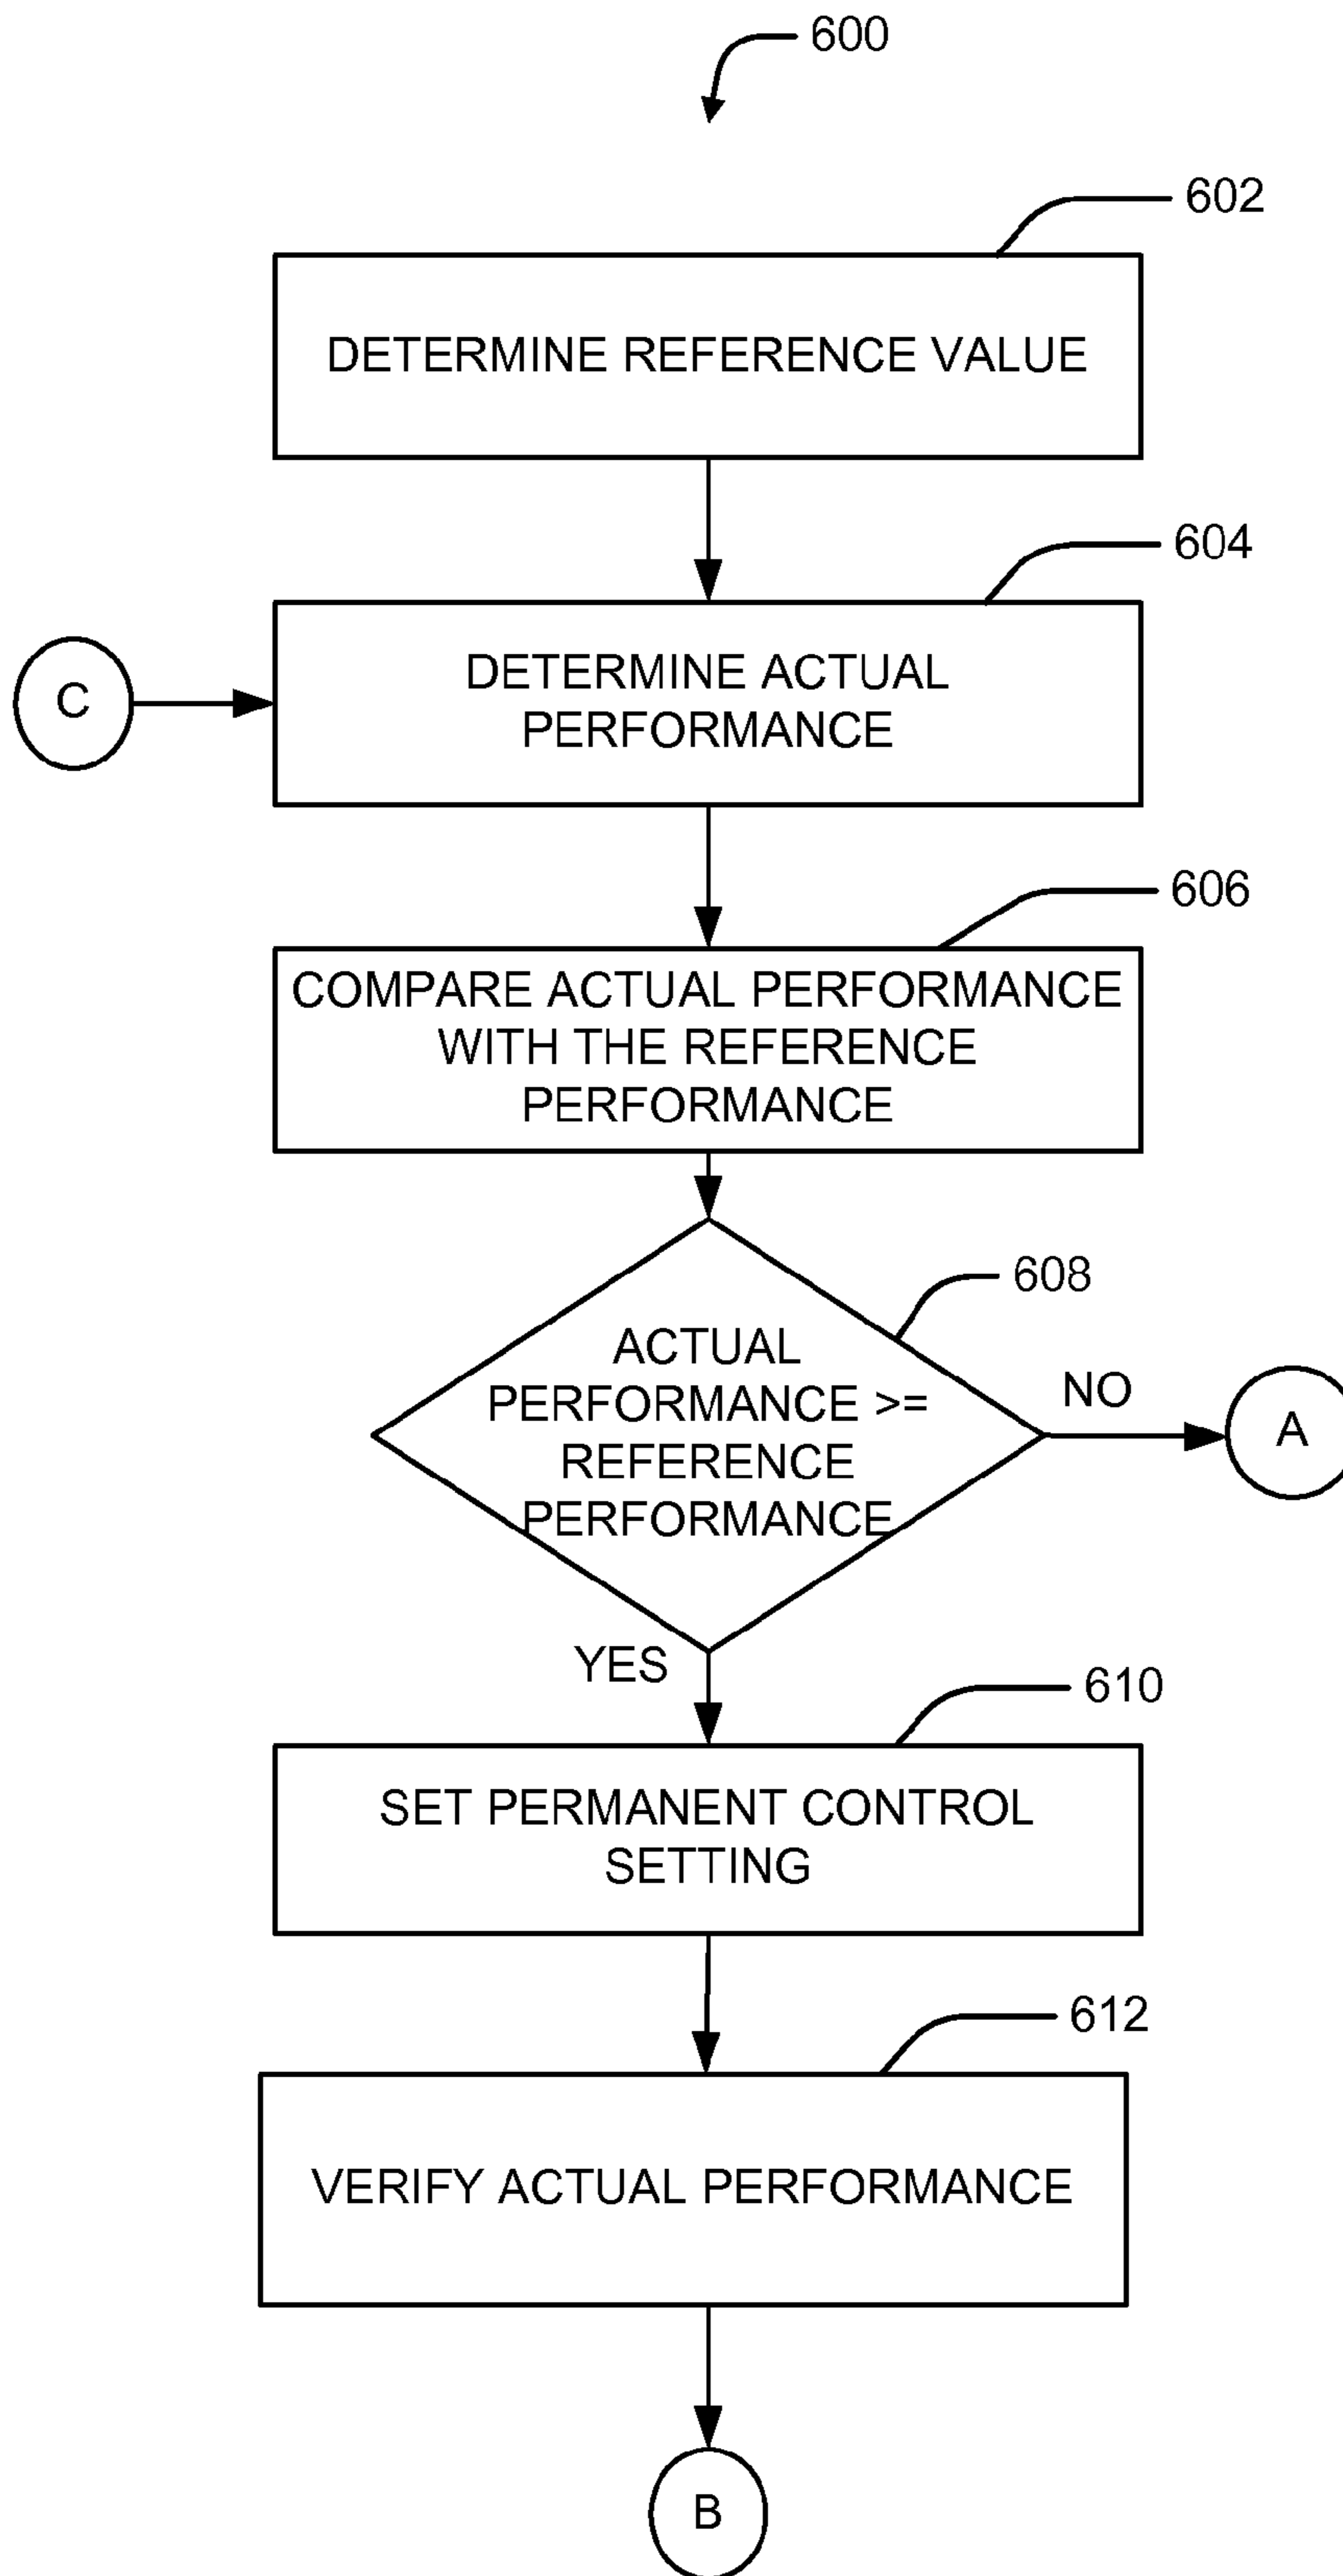 600
602
DETERMINE REFERENCE VALUE
604
C
DETERMINE ACTUAL
PERFORMANCE
606
COMPARE ACTUAL PERFORMANCE
WITH THE REFERENCE
PERFORMANCE
608
ACTUAL
PERFORMANCE >=
REFERENCE
PERFORMANCE
NO
A
YES
610
SET PERMANENT CONTROL
SETTING
612
VERIFY ACTUAL PERFORMANCE
B